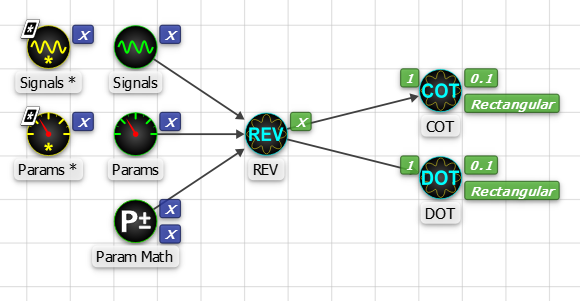 * X X
Signals * Signals
* X X
Params * Params
REV X
REV
1 COT 0.1
Rectangular
COT
1 DOT 0.1
Rectangular
DOT
P± X
X
Param Math